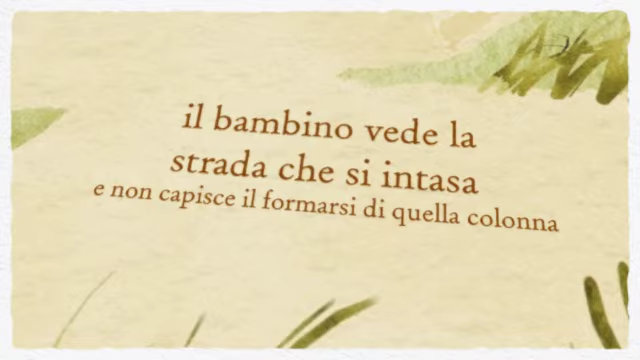 il bambino vede la
strada che si intasa
e non capisce il formarsi di quella colonna